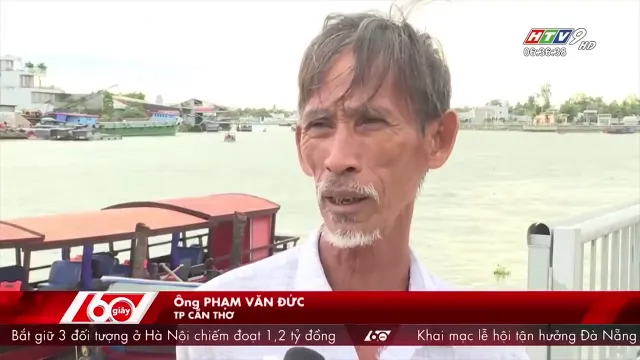 HTV9 HD
06:36:38
60 giây
Ông PHẠM VĂN ĐỨC
TP CẦN THƠ
Bắt giữ 3 đối tượng ở Hà Nội chiếm đoạt 1,2 tỷ đồng 60 Khai mạc lễ hội tận hưởng Đà Nẵng